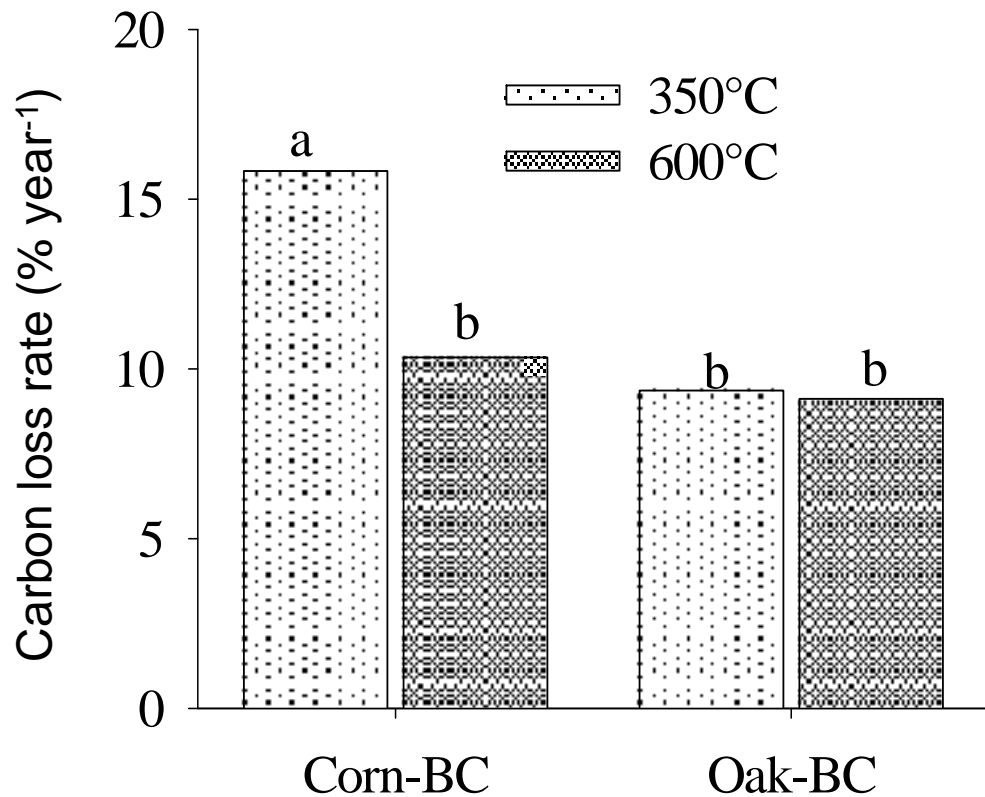 Carbon loss rate (% year-1)
20
15
10
5
0
350°C
600°C
a
b
b
b
Corn-BC
Oak-BC